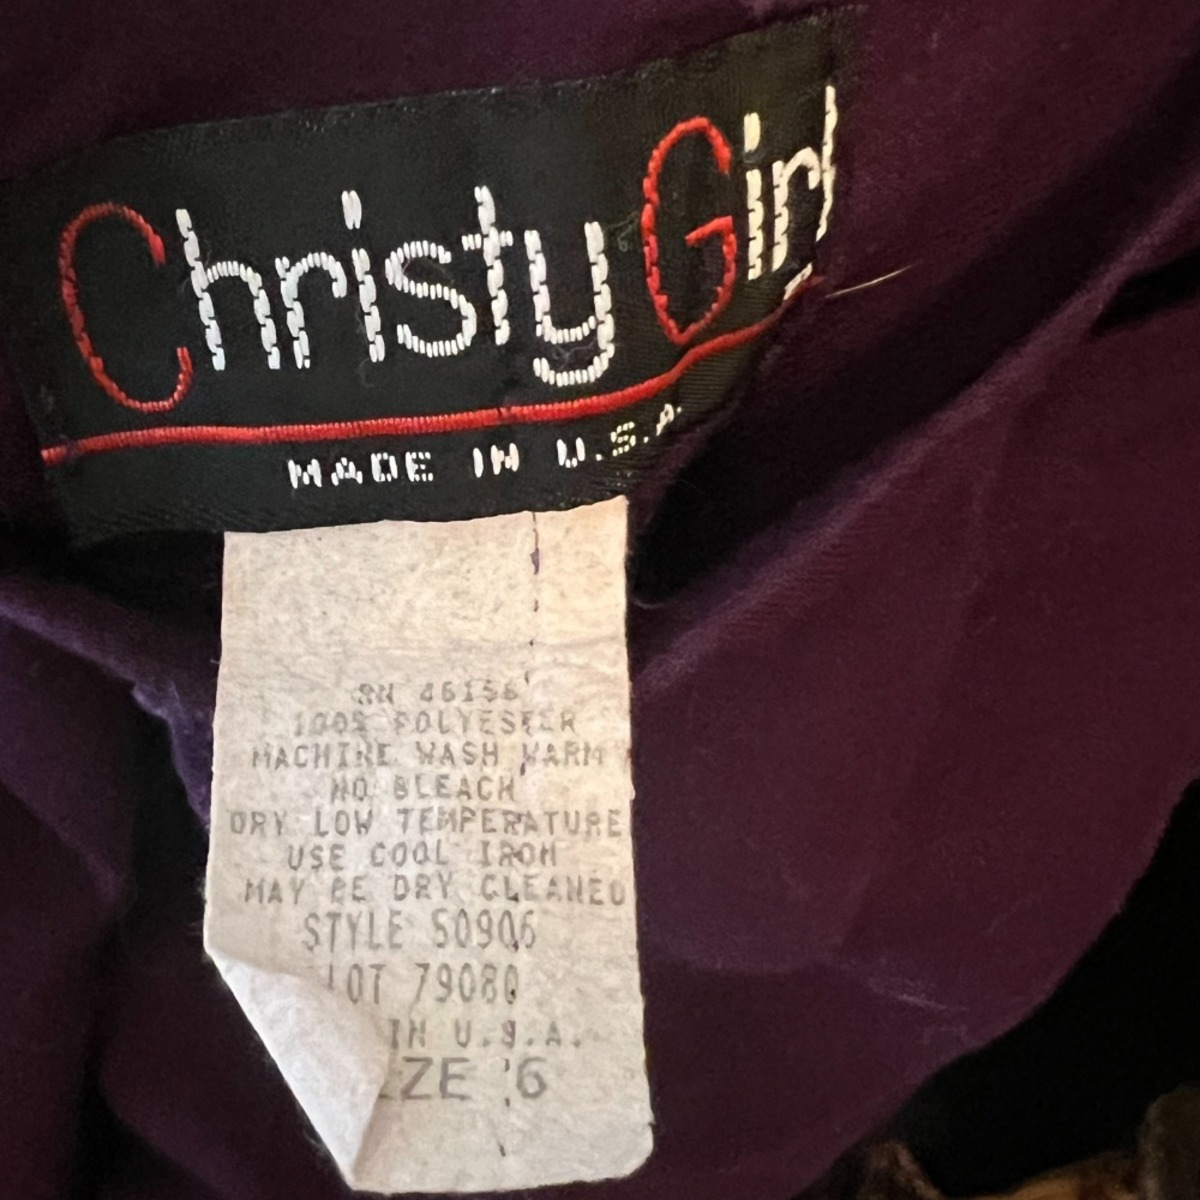 Christy Girl
MADE IN U.S.A.
RN 46156
100% POLYESTER
MACHINE WASH WARM
NO BLEACH
DRY LOW TEMPERATURE
USE COOL IRON
MAY BE DRY CLEANED
STYLE 50906
LOT 79080
IN U.S.A.
ZE 6